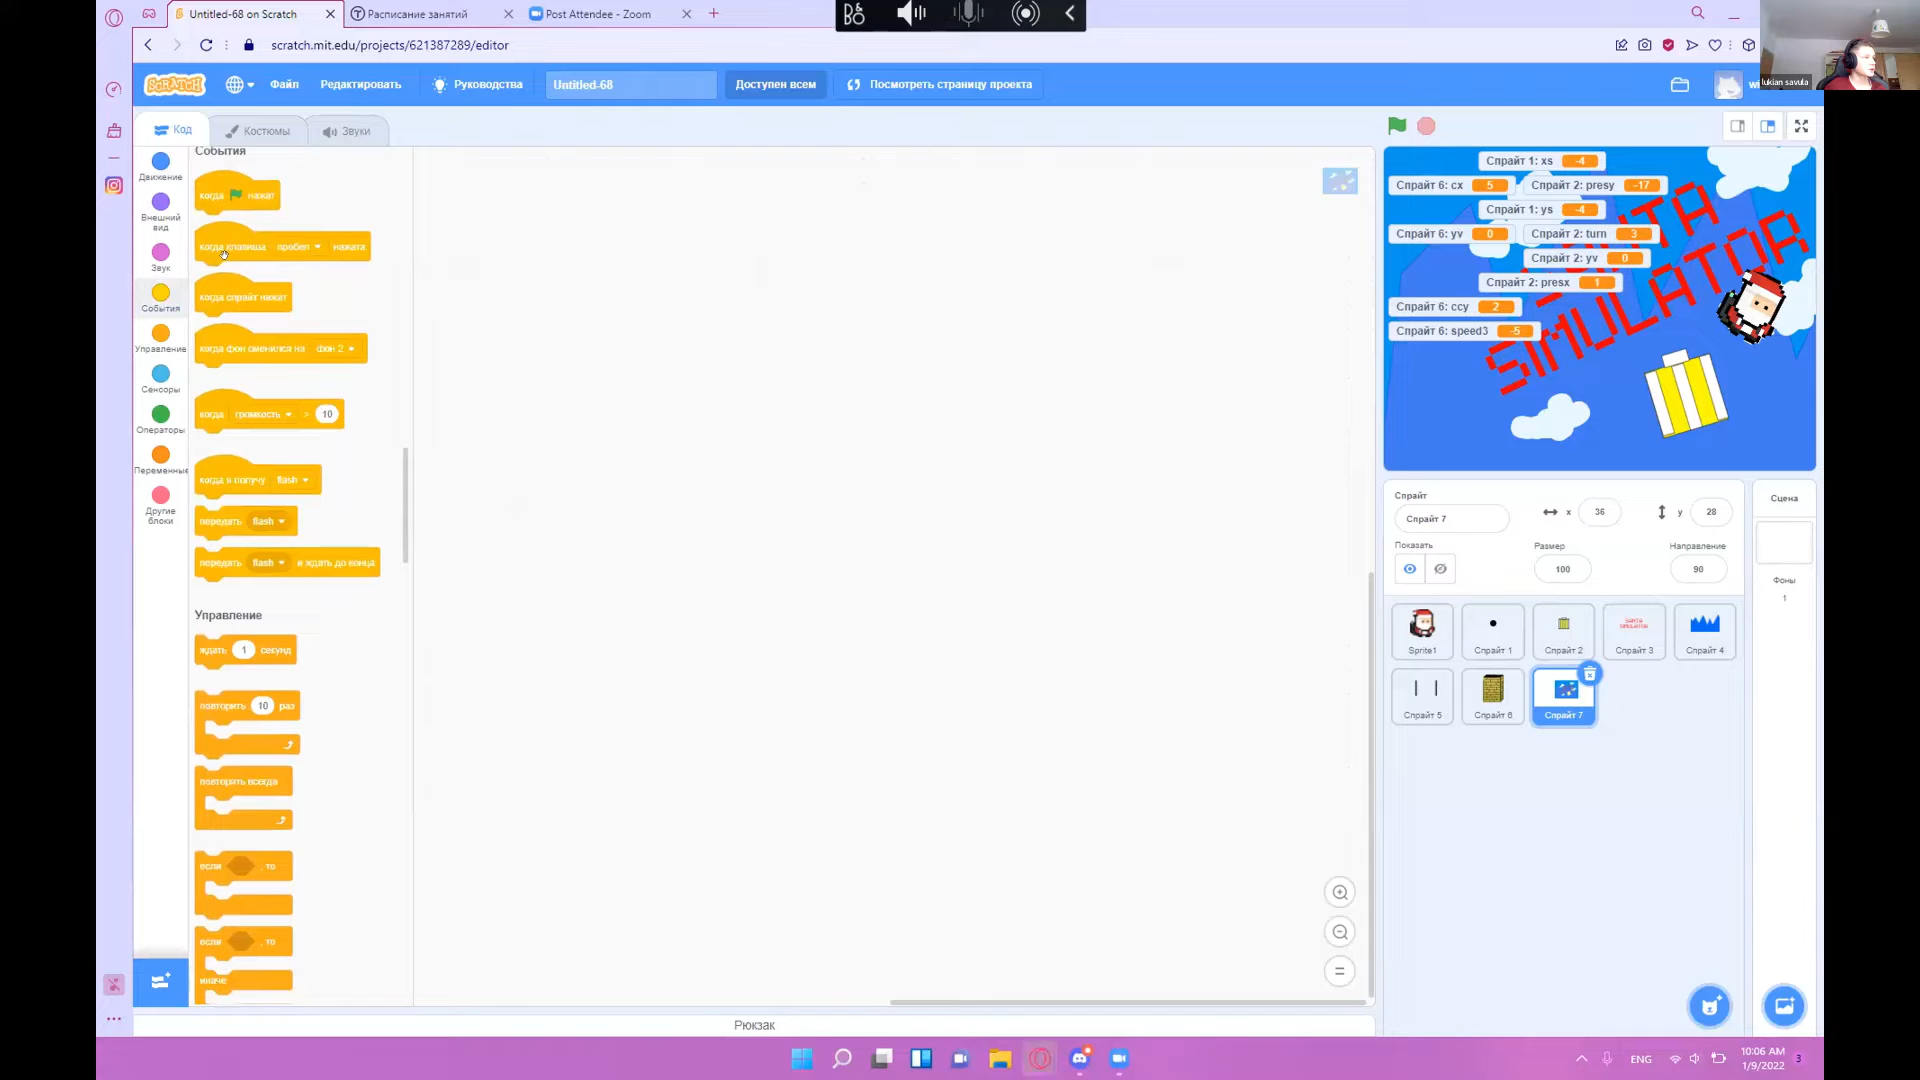 Untitled-68 on Scratch
Расписание занятий
Post Attendee - Zoom
scratch.mit.edu/projects/621387289/editor
lukian savula
SCRATCH
Файл
Редактировать
Руководства
Untitled-68
Доступен всем
Посмотреть страницу проекта
Код
Костюмы
Звуки
Движение
Внешний вид
Звук
События
Управление
Сенсоры
Операторы
Переменные
Другие блоки
События
когда нажат
когда клавиша пробел нажата
когда спрайт нажат
когда фон сменился на фон 2
когда громкость > 10
когда я получу flash
передать flash
передать flash и ждать до конца
Управление
ждать 1 секунд
повторить 10 раз
повторить всегда
если , то
если , то
иначе
Рюкзак
Спрайт 1: xs -4
Спрайт 6: cx 5
Спрайт 2: presy -17
Спрайт 1: ys -4
Спрайт 6: yv 0
Спрайт 2: turn 3
Спрайт 2: yv 0
Спрайт 2: presx 1
Спрайт 6: ccy 2
Спрайт 6: speed3 -5
SIMULATOR
Спрайт
Спрайт 7
x 36
y 28
Показать
Размер
100
Направление
90
Sprite1
Спрайт 1
Спрайт 2
Спрайт 3
SANTA SIMULATOR
Спрайт 4
Спрайт 5
Спрайт 6
Спрайт 7
Сцена
Фоны
1
ENG
10:06 AM
1/9/2022
3